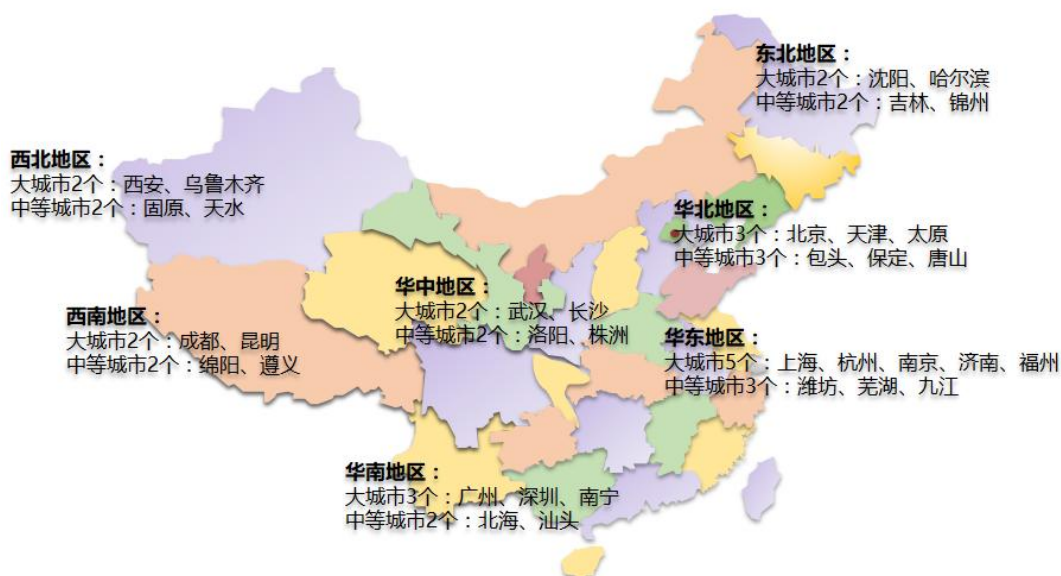 东北地区：
大城市2个：沈阳、哈尔滨
中等城市2个：吉林、锦州
西北地区：
大城市2个：西安、乌鲁木齐
中等城市2个：固原、天水
华北地区：
大城市3个：北京、天津、太原
中等城市3个：包头、保定、唐山
华中地区：
大城市2个：武汉、长沙
中等城市2个：洛阳、株洲
西南地区：
大城市2个：成都、昆明
中等城市2个：绵阳、遵义
华东地区：
大城市5个：上海、杭州、南京、济南、福州
中等城市3个：潍坊、芜湖、九江
华南地区：
大城市3个：广州、深圳、南宁
中等城市2个：北海、汕头